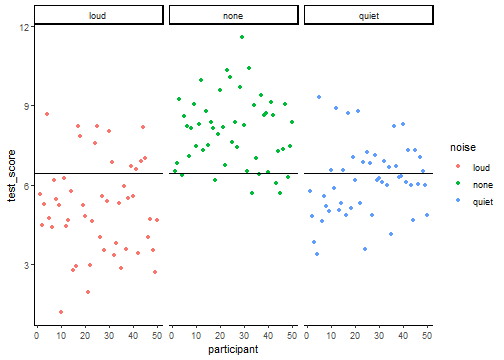 loud none quiet
12
9
6
3
test_score
0 10 20 30 40 50 0 10 20 30 40 50 0 10 20 30 40 50
participant
noise
loud
none
quiet